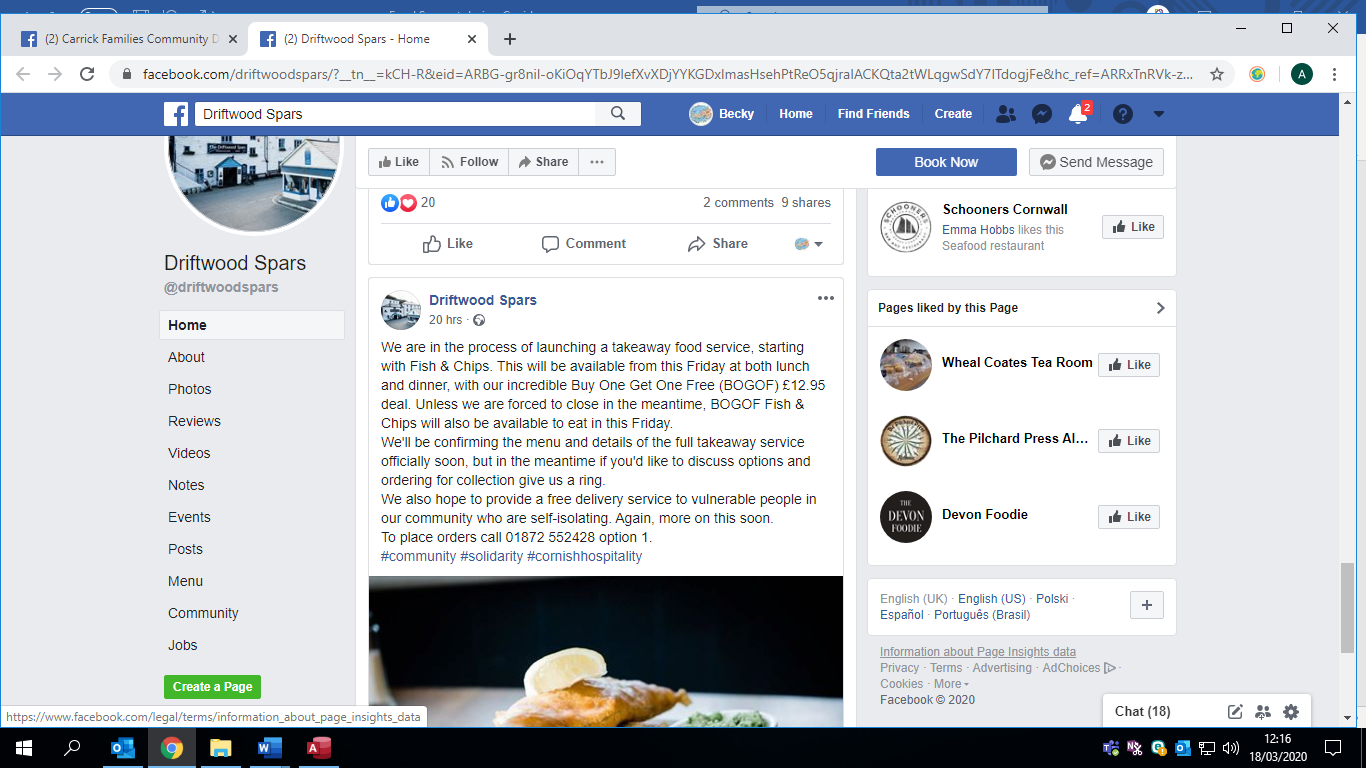 (2) Carrick Families Community D
(2) Driftwood Spars - Home
facebook.com/driftwoodspars/?__tn__=kCH-R&eid=ARBG-gr8nil-oKiOqYTbJ9lefXvXDjYYKGDxlmasHsehPtReO5qjralACKQta2tWLqgwSdY7lTdogjFe&hc_ref=ARRxTnRVk-z...
A
Driftwood Spars
Becky
Home
Find Friends
Create
2
Like
Follow
Share
Book Now
Send Message
Driftwood Spars
@driftwoodspars
Home
About
Photos
Reviews
Videos
Notes
Events
Posts
Menu
Community
Jobs
Create a Page
20
2 comments 9 shares
Like
Comment
Share
Driftwood Spars
20 hrs ·
We are in the process of launching a takeaway food service, starting
with Fish & Chips. This will be available from this Friday at both lunch
and dinner, with our incredible Buy One Get One Free (BOGOF) £12.95
deal. Unless we are forced to close in the meantime, BOGOF Fish &
Chips will also be available to eat in this Friday.
We'll be confirming the menu and details of the full takeaway service
officially soon, but in the meantime if you'd like to discuss options and
ordering for collection give us a ring.
We also hope to provide a free delivery service to vulnerable people in
our community who are self-isolating. Again, more on this soon.
To place orders call 01872 552428 option 1.
#community #solidarity #cornishhospitality
SCHOONERS
Schooners Cornwall
Emma Hobbs likes this
Seafood restaurant
Like
Pages liked by this Page
Wheal Coates Tea Room
Like
The Pilchard Press Al...
Like
THE
DEVON
FOODIE
Devon Foodie
Like
English (UK) · English (US) · Polski ·
Español · Português (Brasil)
Information about Page Insights data
Privacy · Terms · Advertising · AdChoices ·
Cookies · More
Facebook © 2020
Chat (18)
https://www.facebook.com/legal/terms/information_about_page_insights_data
12:16
18/03/2020